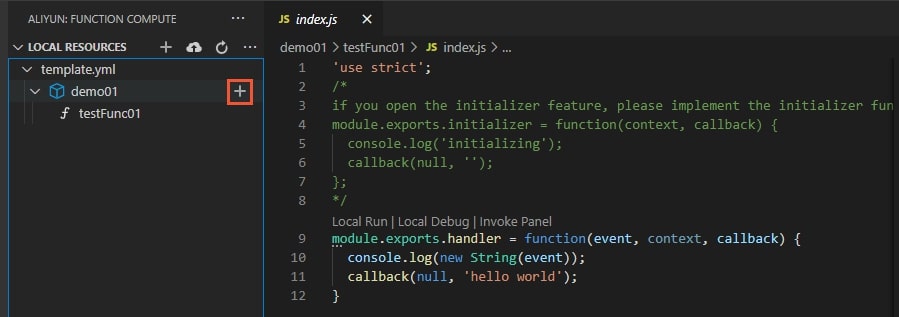 ALIYUN: FUNCTION COMPUTE
LOCAL RESOURCES
template.yml
demo01
testFunc01
JS index.js
demo01 > testFunc01 > JS index.js > ...
1 'use strict';
2 /*
3 if you open the initializer feature, please implement the initializer fun
4 module.exports.initializer = function(context, callback) {
5 console.log('initializing');
6 callback(null, '');
7 };
8 */
Local Run | Local Debug | Invoke Panel
9 module.exports.handler = function(event, context, callback) {
10 console.log(new String(event));
11 callback(null, 'hello world');
12 }